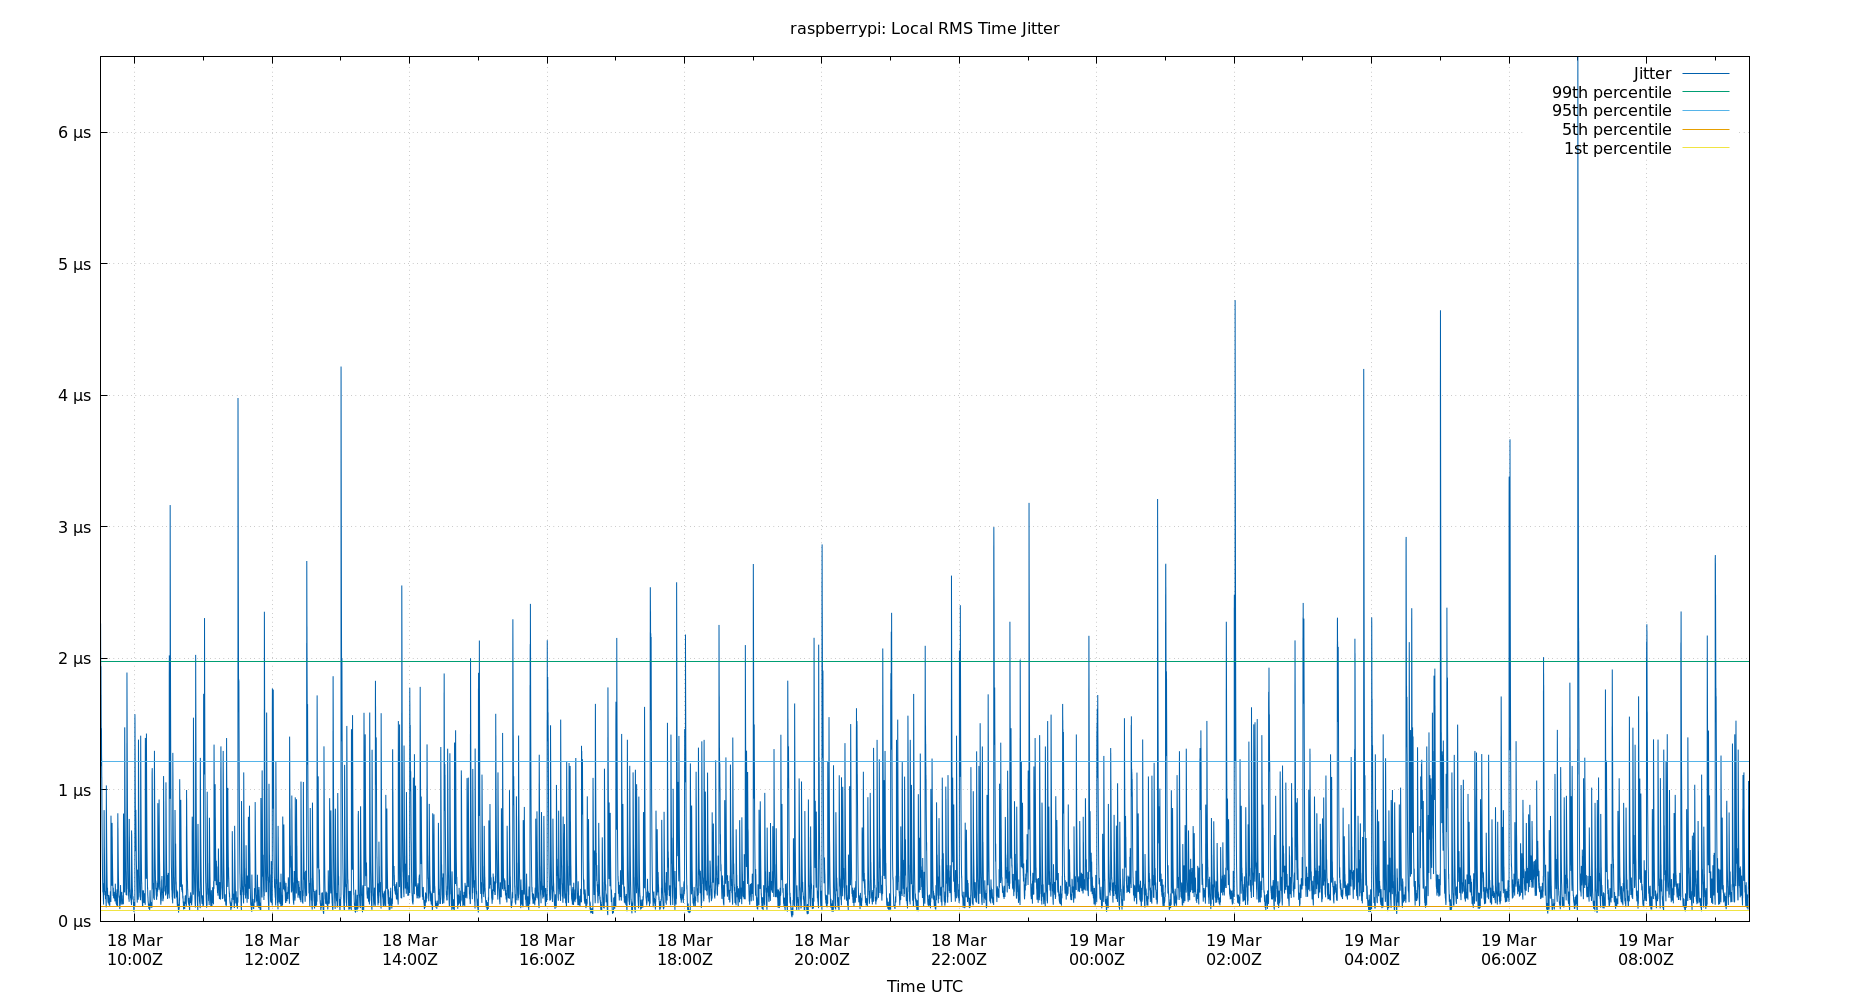 raspberrypi: Local RMS Time Jitter
Jitter
99th percentile
95th percentile
5th percentile
1st percentile
6 µs
5 µs
4 µs
3 µs
2 µs
1 µs
0 µs
18 Mar 18 Mar 18 Mar 18 Mar 18 Mar 18 Mar 18 Mar 19 Mar 19 Mar 19 Mar 19 Mar 19 Mar
10:00Z 12:00Z 14:00Z 16:00Z 18:00Z 20:00Z 22:00Z 00:00Z 02:00Z 04:00Z 06:00Z 08:00Z
Time UTC